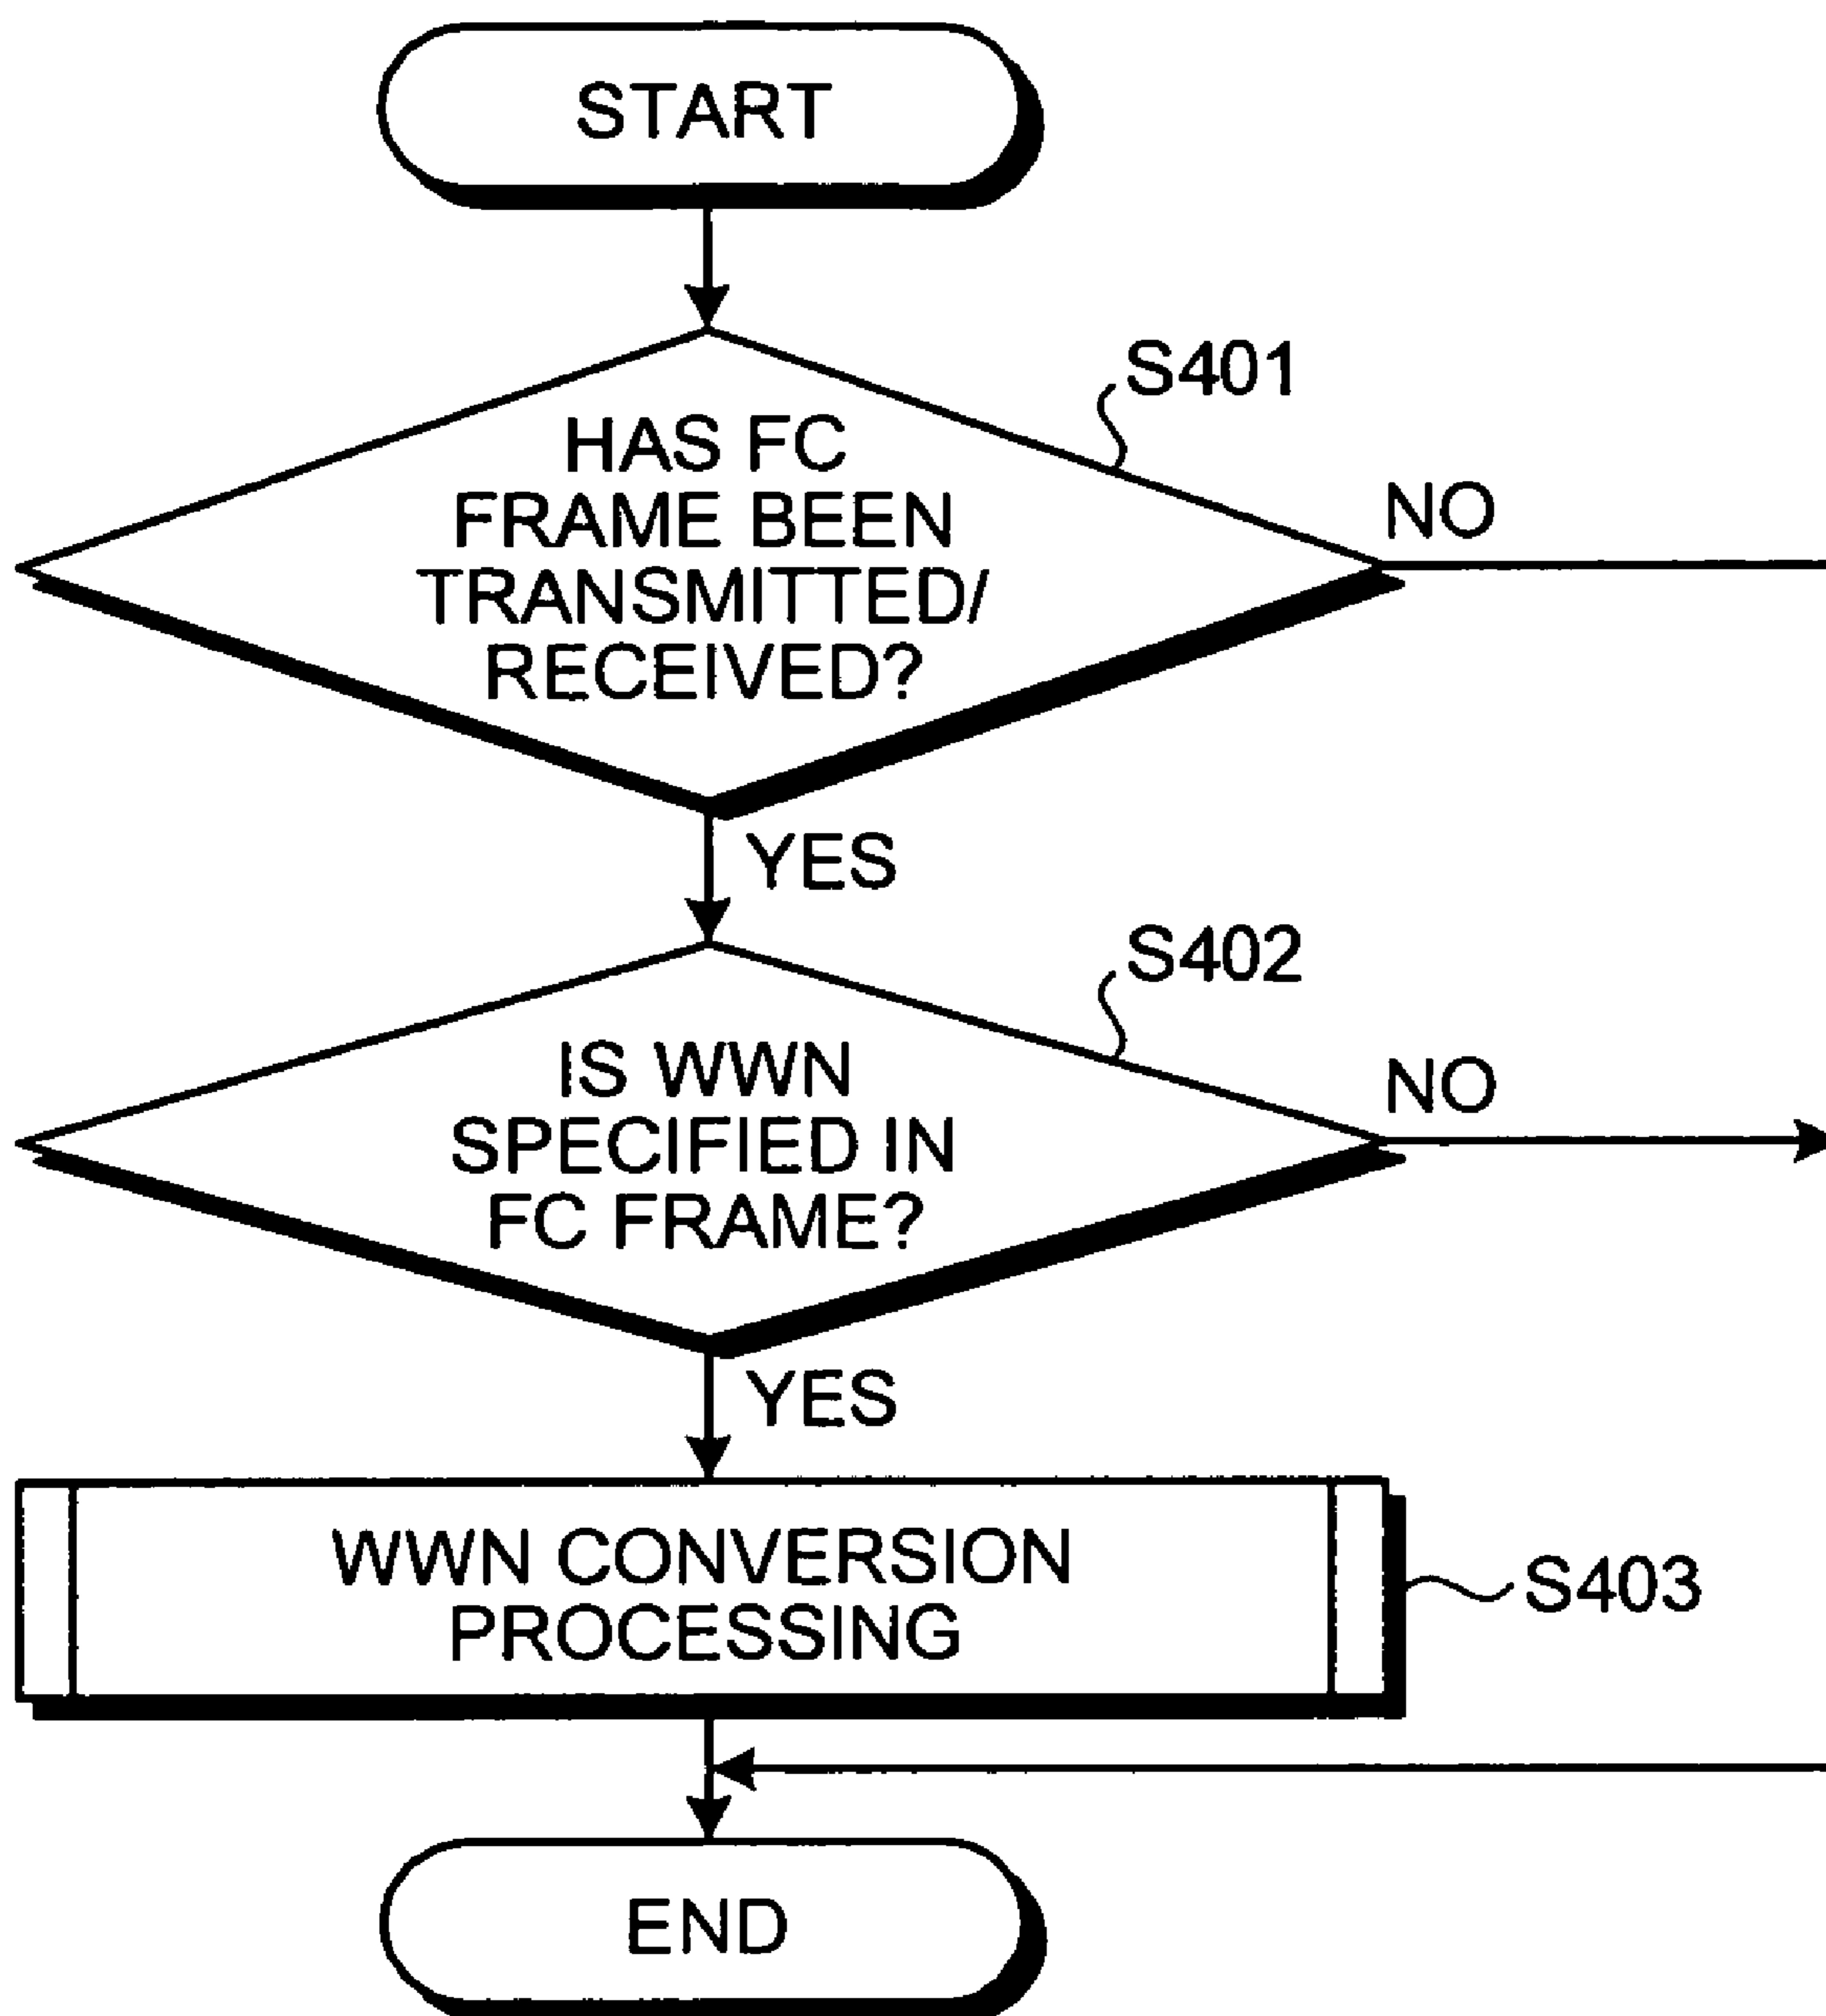 START
S401
HAS FC
FRAME BEEN
TRANSMITTED/
RECEIVED?
NO
YES
S402
IS WWN
SPECIFIED IN
FC FRAME?
NO
YES
WWN CONVERSION
PROCESSING
S403
END